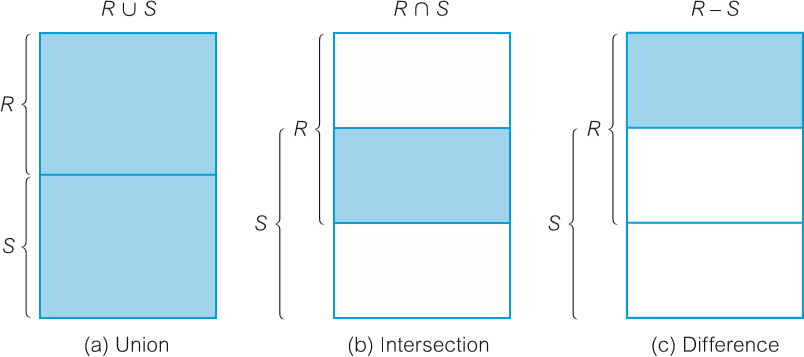 R ∪ S
R
S
(a) Union
R ∩ S
R
S
(b) Intersection
R – S
R
S
(c) Difference